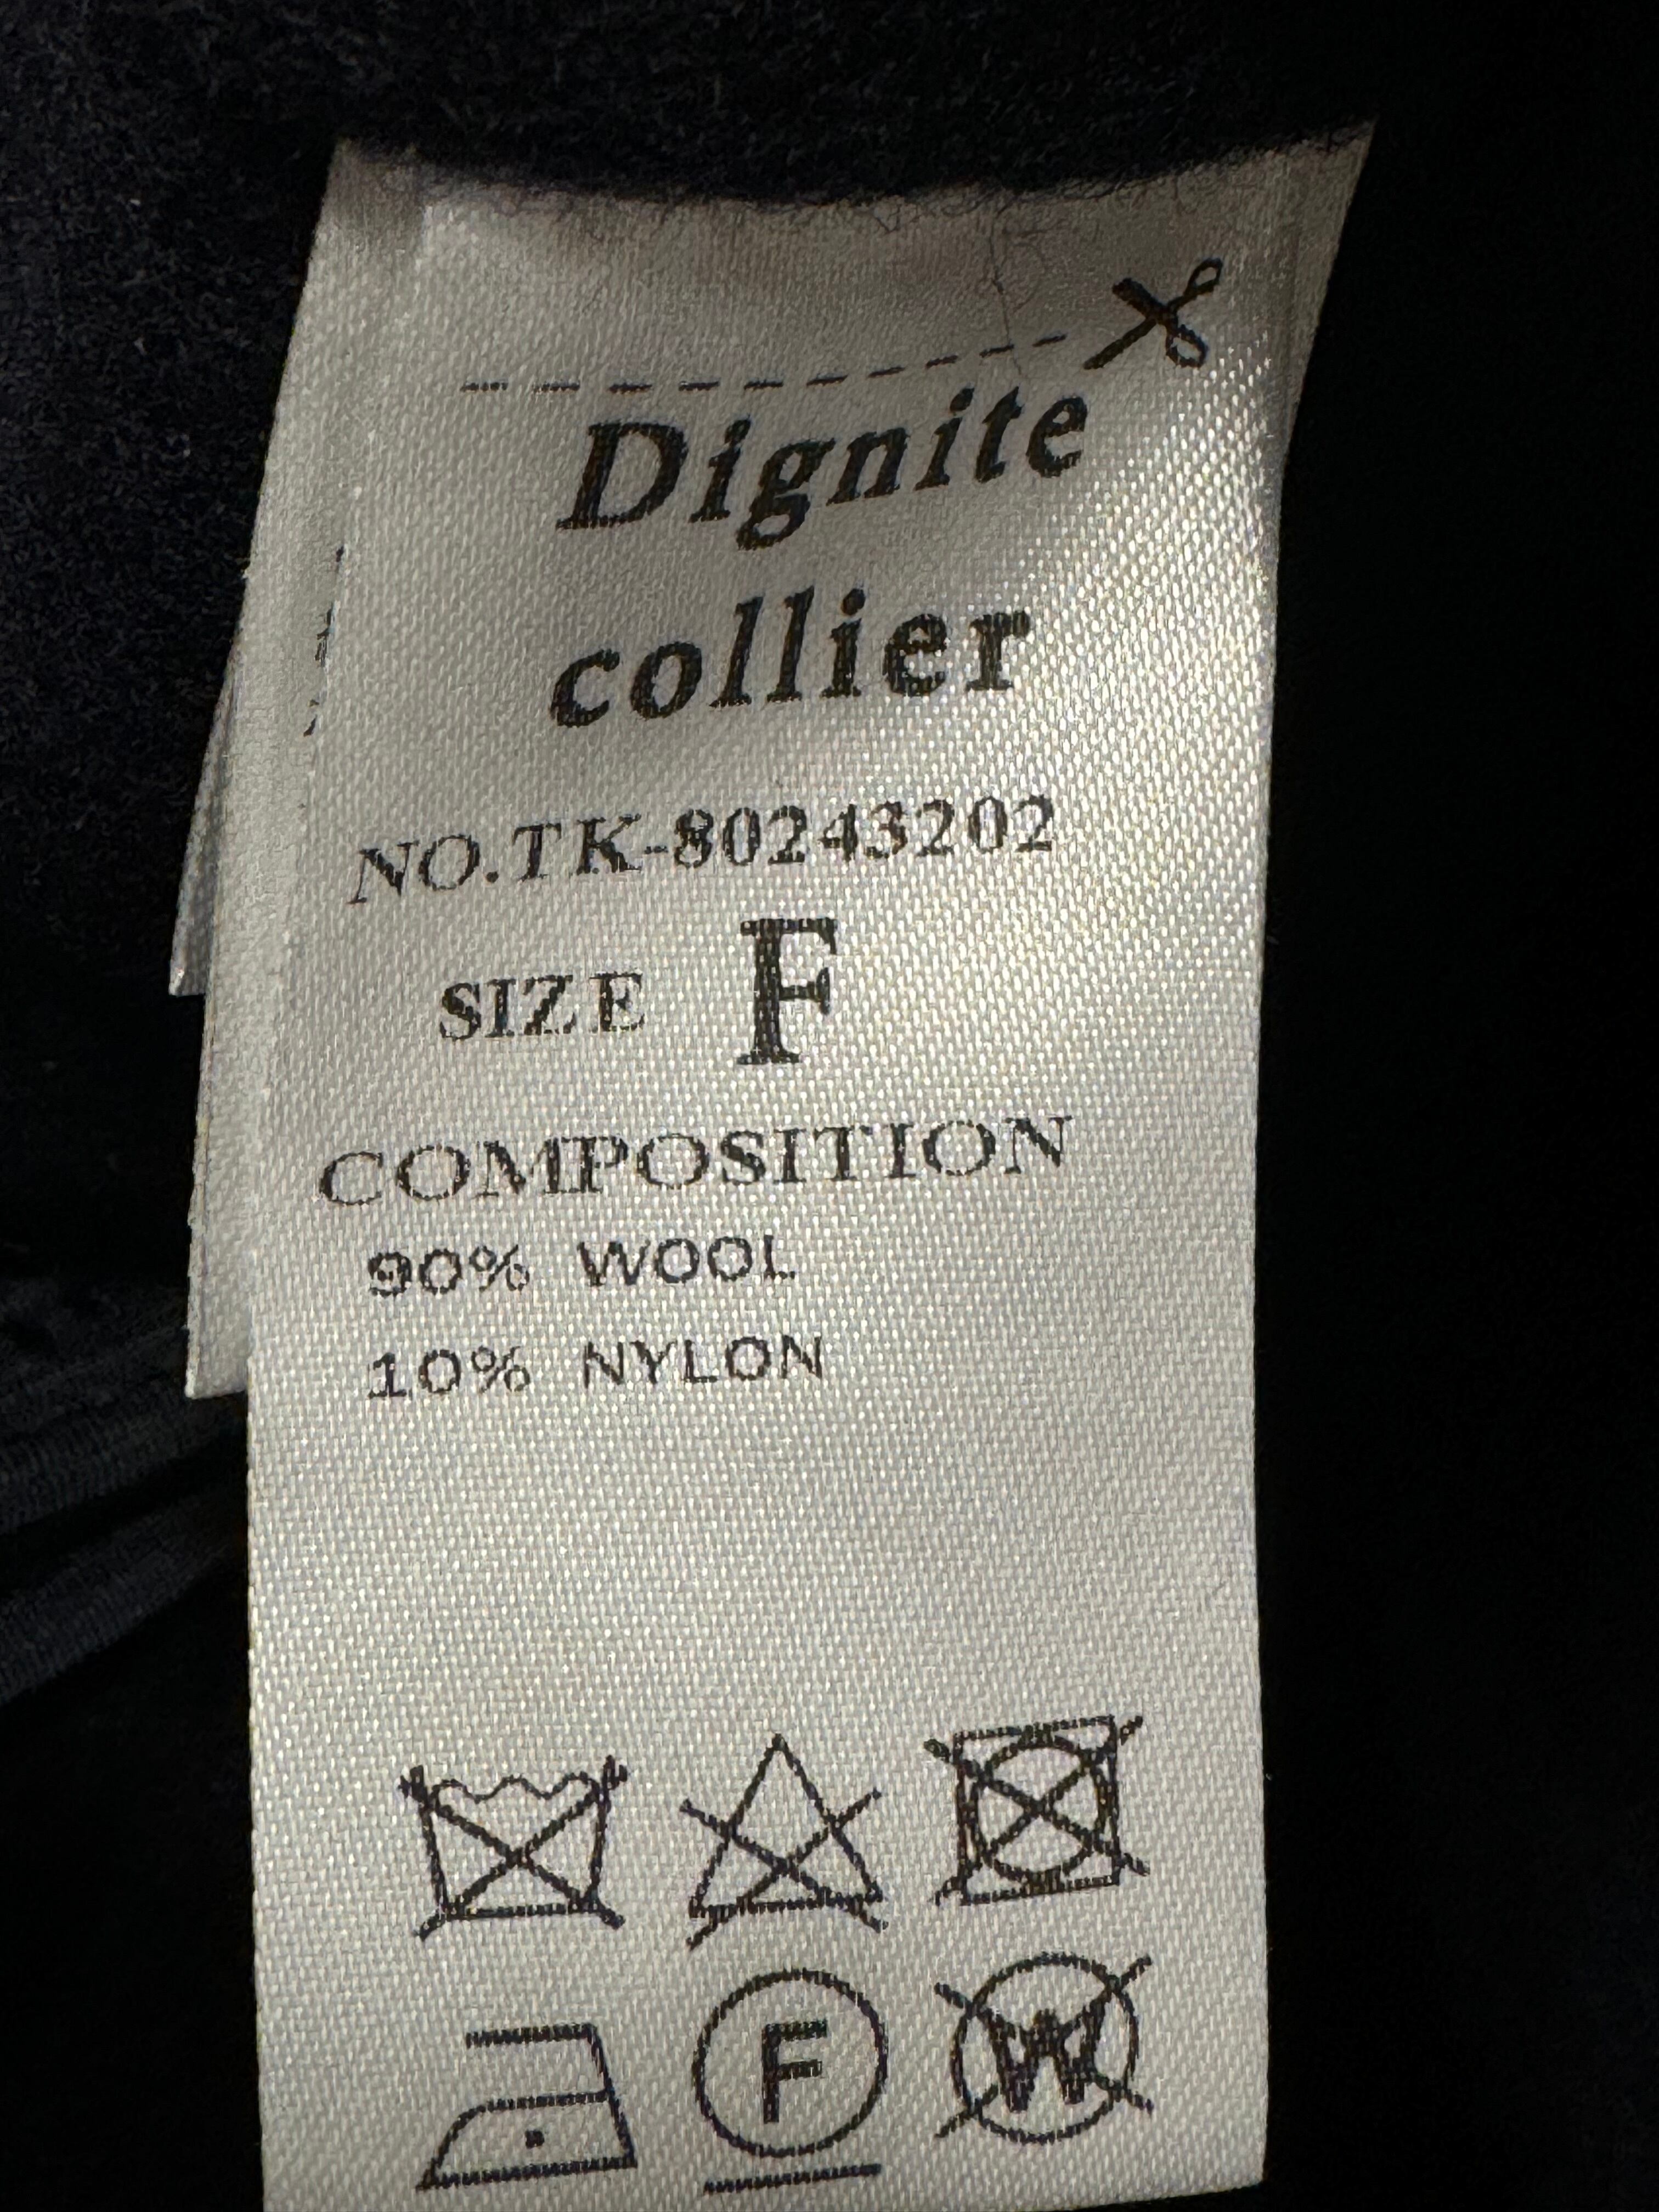 Dignite
collier
NO.TK-80243202
SIZE F
COMPOSITION
90% WOOL
10% NYLON
F W